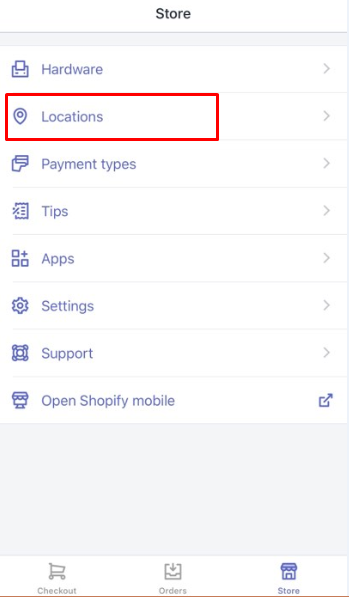 Store
Hardware
Locations
Payment types
Tips
Apps
Settings
Support
Open Shopify mobile
Checkout
Orders
Store